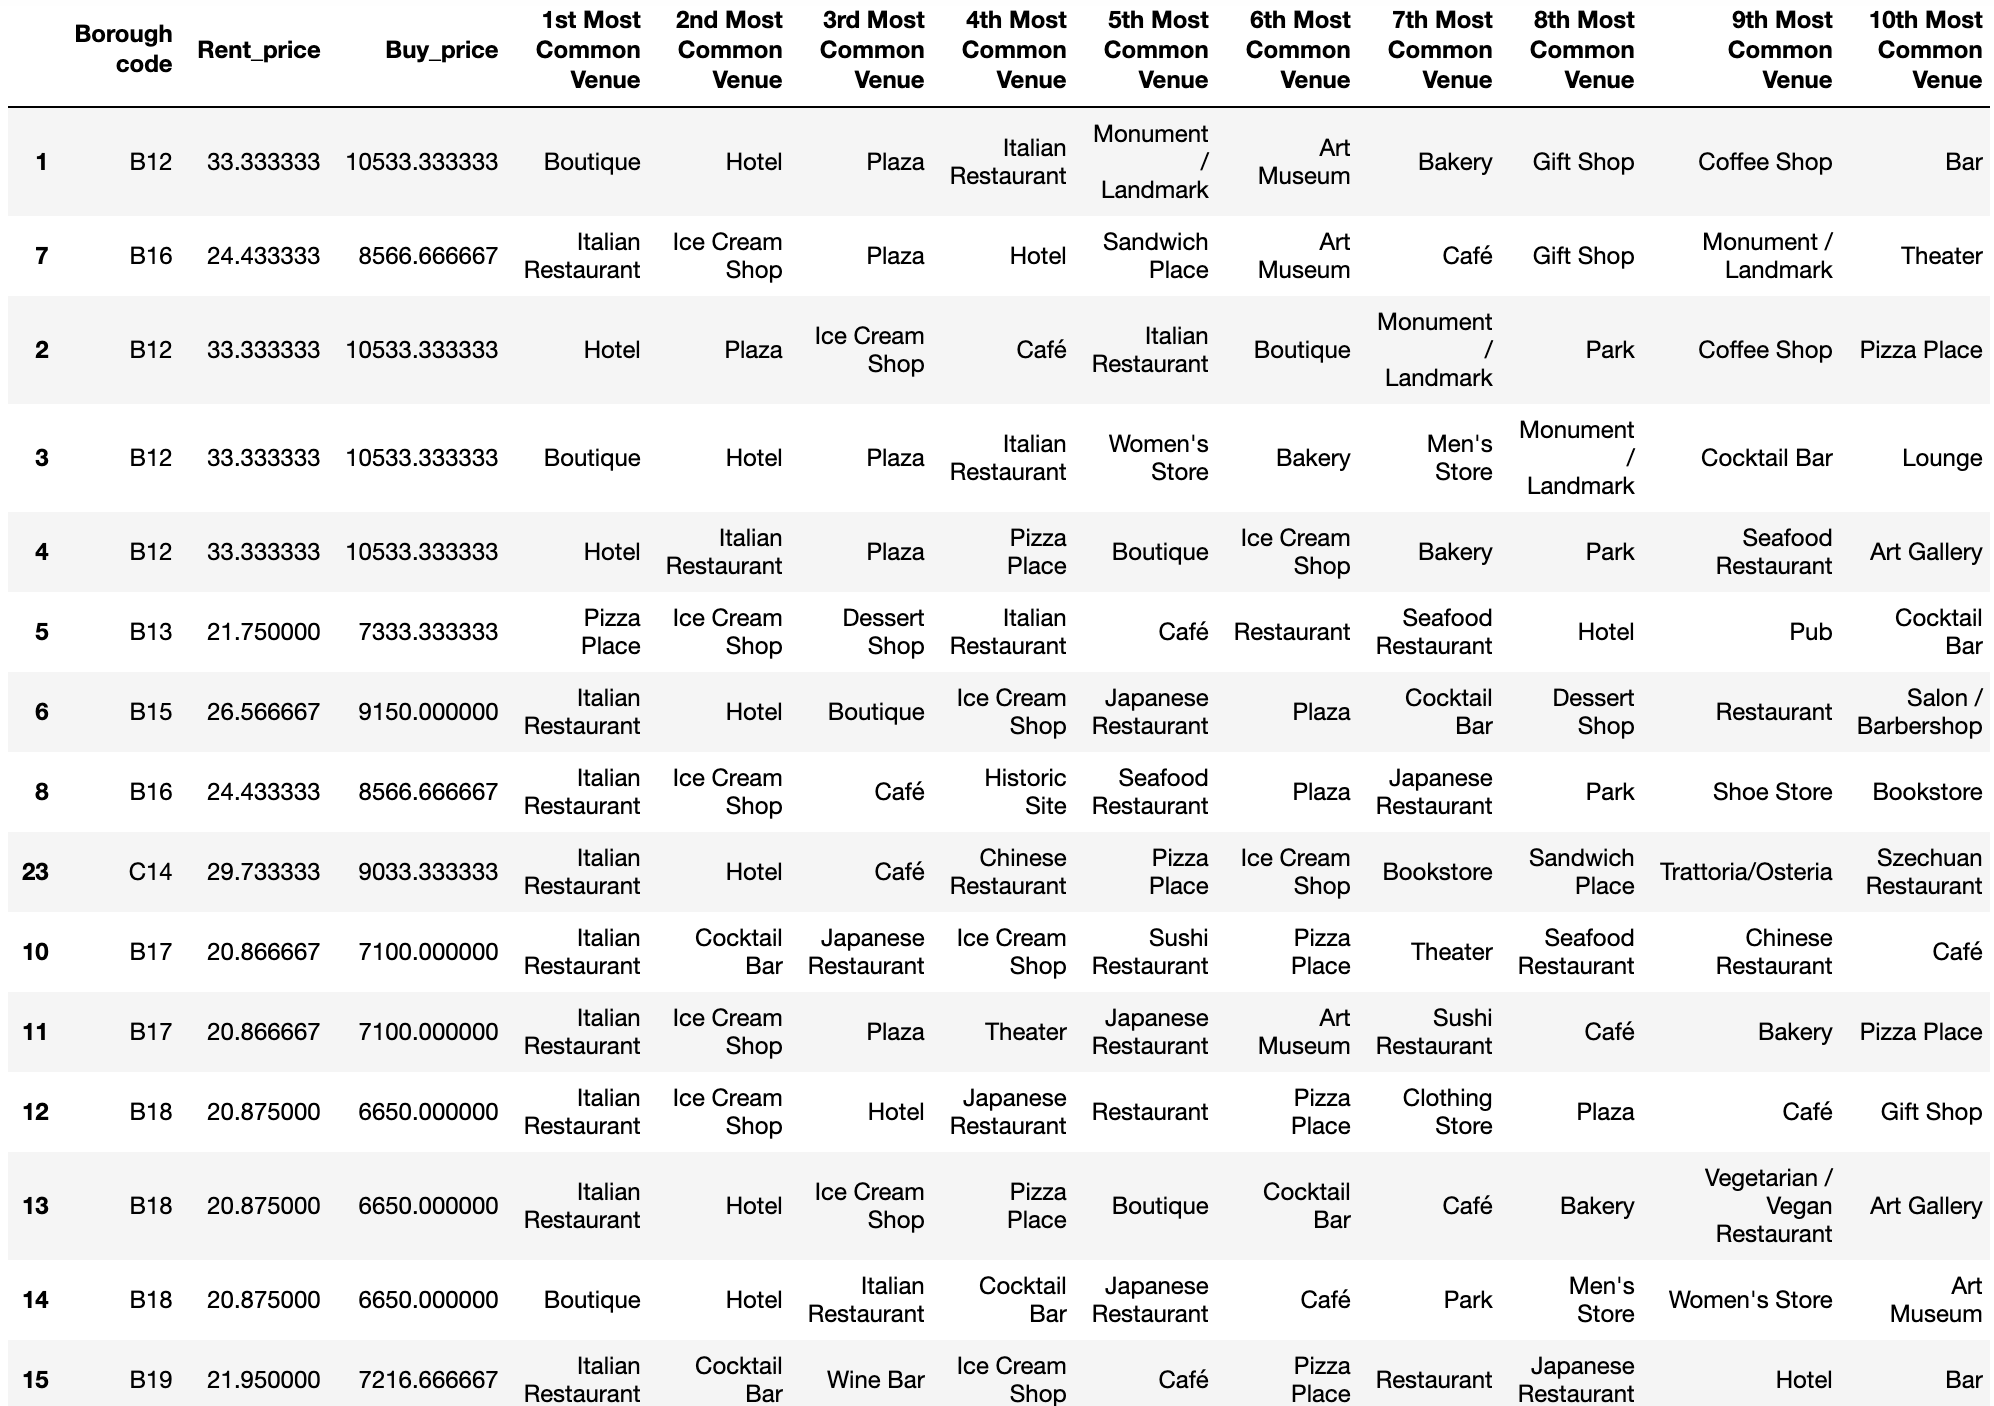 Borough code Rent_price Buy_price 1st Most Common Venue 2nd Most Common Venue 3rd Most Common Venue 4th Most Common Venue 5th Most Common Venue 6th Most Common Venue 7th Most Common Venue 8th Most Common Venue 9th Most Common Venue 10th Most Common Venue
1 B12 33.333333 10533.333333 Boutique Hotel Plaza Italian Restaurant Monument / Landmark Art Museum Bakery Gift Shop Coffee Shop Bar
7 B16 24.433333 8566.666667 Italian Restaurant Ice Cream Shop Plaza Hotel Sandwich Place Art Museum Café Gift Shop Monument / Landmark Theater
2 B12 33.333333 10533.333333 Hotel Plaza Ice Cream Shop Café Italian Restaurant Boutique Monument / Landmark Park Coffee Shop Pizza Place
3 B12 33.333333 10533.333333 Boutique Hotel Plaza Italian Restaurant Women's Store Bakery Men's Store Monument / Landmark Cocktail Bar Lounge
4 B12 33.333333 10533.333333 Hotel Italian Restaurant Plaza Pizza Place Boutique Ice Cream Shop Bakery Park Seafood Restaurant Art Gallery
5 B13 21.750000 7333.333333 Pizza Place Ice Cream Shop Dessert Shop Italian Restaurant Café Restaurant Seafood Restaurant Hotel Pub Cocktail Bar
6 B15 26.566667 9150.000000 Italian Restaurant Hotel Boutique Ice Cream Shop Japanese Restaurant Plaza Cocktail Bar Dessert Shop Restaurant Salon / Barbershop
8 B16 24.433333 8566.666667 Italian Restaurant Ice Cream Shop Café Historic Site Seafood Restaurant Plaza Japanese Restaurant Park Shoe Store Bookstore
23 C14 29.733333 9033.333333 Italian Restaurant Hotel Café Chinese Restaurant Pizza Place Ice Cream Shop Bookstore Sandwich Place Trattoria/Osteria Szechuan Restaurant
10 B17 20.866667 7100.000000 Italian Restaurant Cocktail Bar Japanese Restaurant Ice Cream Shop Sushi Restaurant Pizza Place Theater Seafood Restaurant Chinese Restaurant Café
11 B17 20.866667 7100.000000 Italian Restaurant Ice Cream Shop Plaza Theater Japanese Restaurant Art Museum Sushi Restaurant Café Bakery Pizza Place
12 B18 20.875000 6650.000000 Italian Restaurant Ice Cream Shop Hotel Japanese Restaurant Restaurant Pizza Place Clothing Store Plaza Café Gift Shop
13 B18 20.875000 6650.000000 Italian Restaurant Hotel Ice Cream Shop Pizza Place Boutique Cocktail Bar Café Bakery Vegetarian / Vegan Restaurant Art Gallery
14 B18 20.875000 6650.000000 Boutique Hotel Italian Restaurant Cocktail Bar Japanese Restaurant Café Park Men's Store Women's Store Art Museum
15 B19 21.950000 7216.666667 Italian Restaurant Cocktail Bar Wine Bar Ice Cream Shop Café Pizza Place Restaurant Japanese Restaurant Hotel Bar